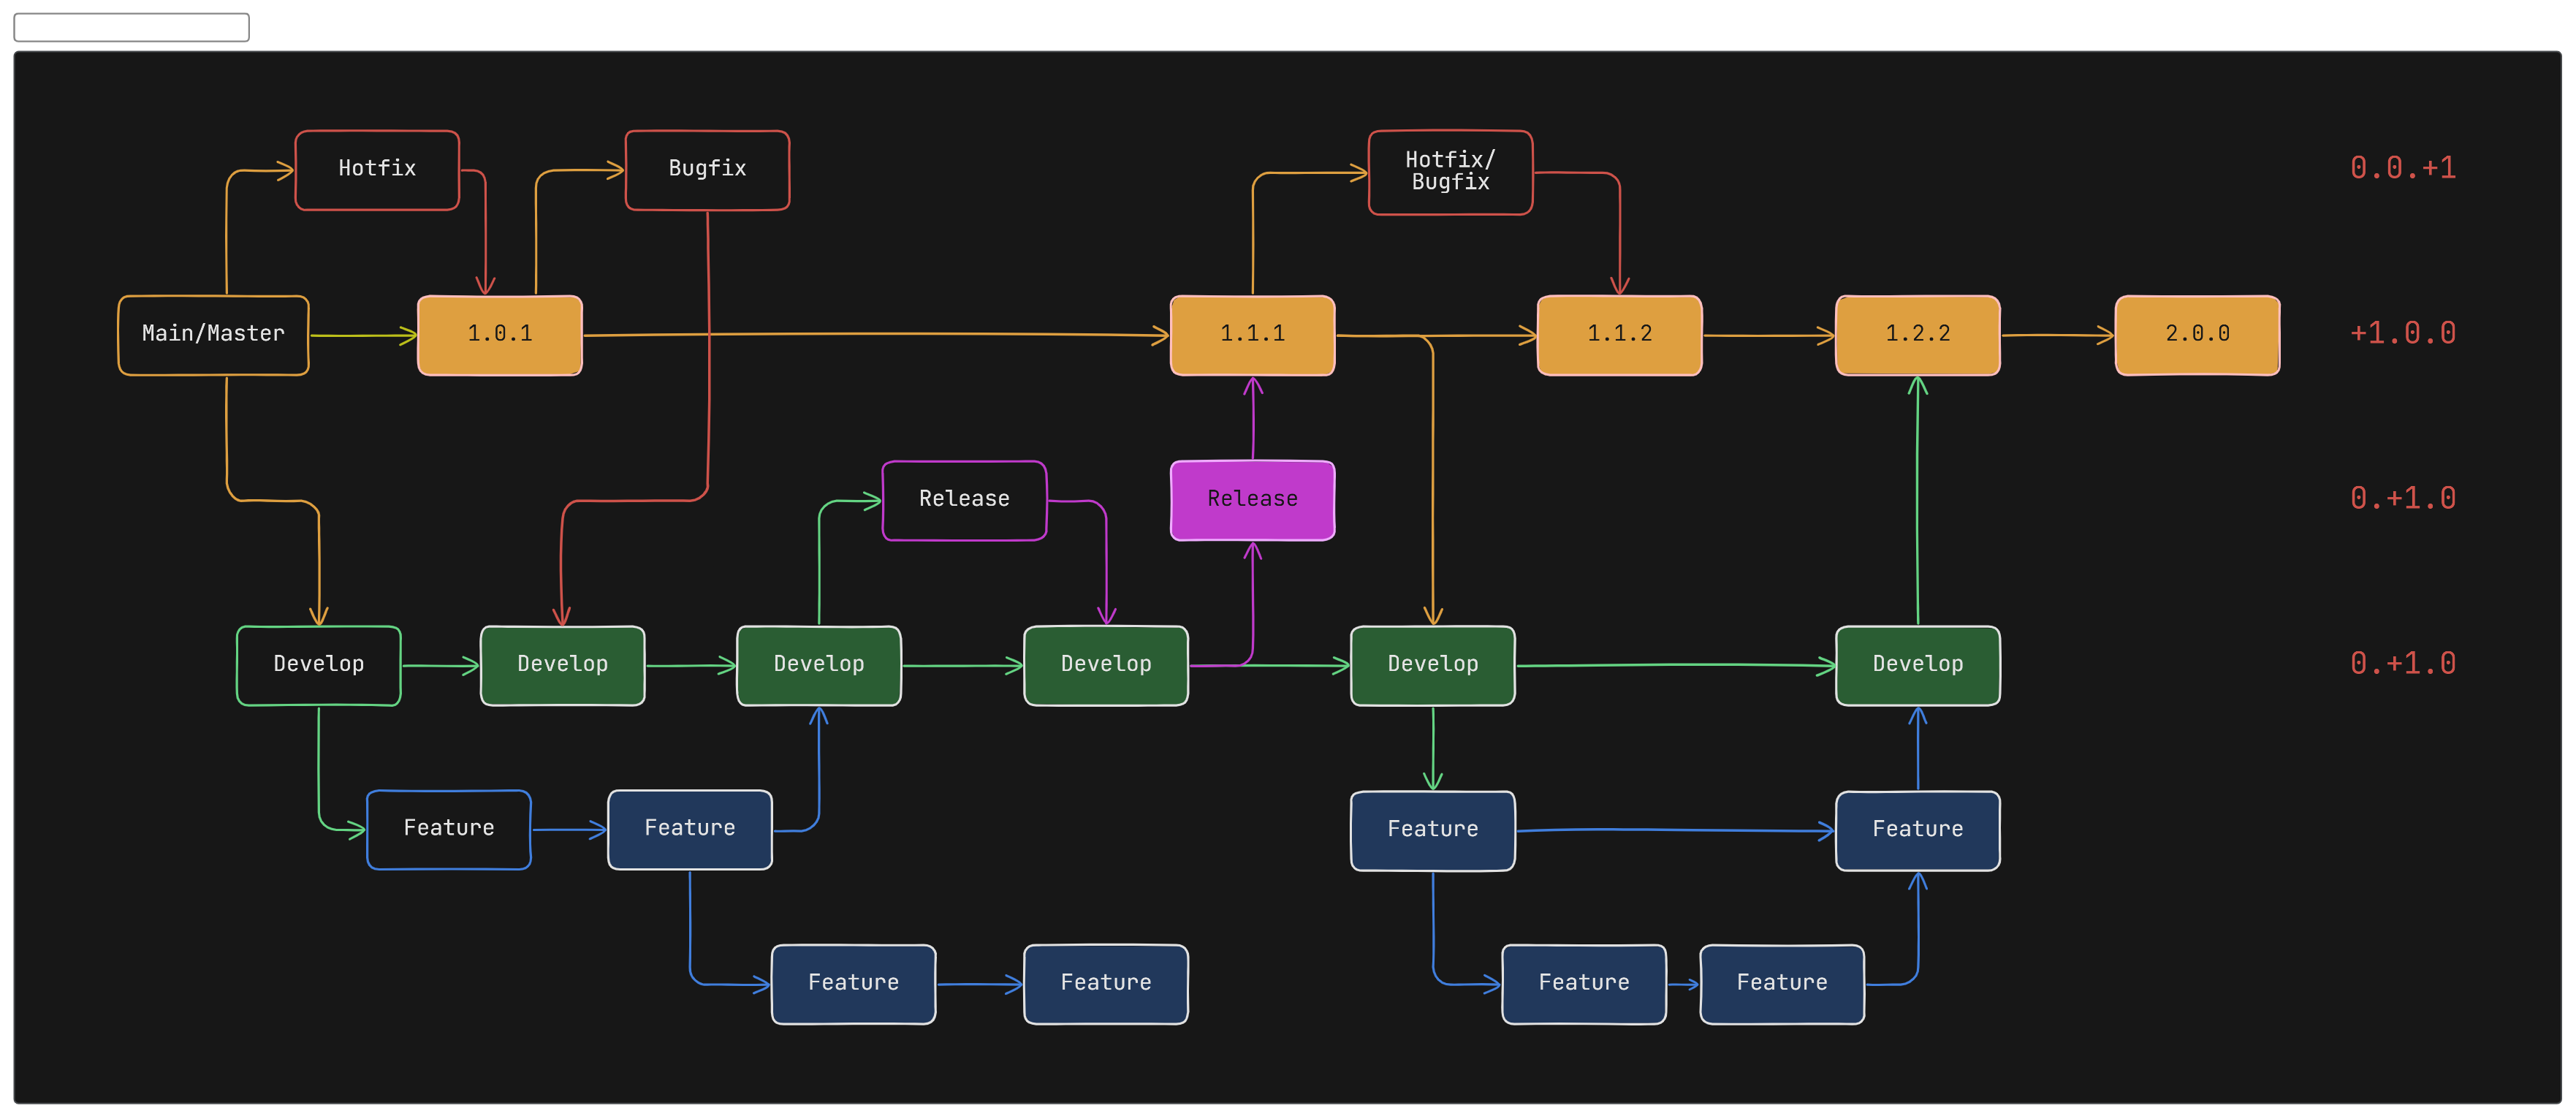 Hotfix
Bugfix
Hotfix/
Bugfix
0.0.+1
Main/Master
1.0.1
1.1.1
1.1.2
1.2.2
2.0.0
+1.0.0
Release
Release
0.+1.0
Develop
Develop
Develop
Develop
Develop
Develop
0.+1.0
Feature
Feature
Feature
Feature
Feature
Feature
Feature
Feature